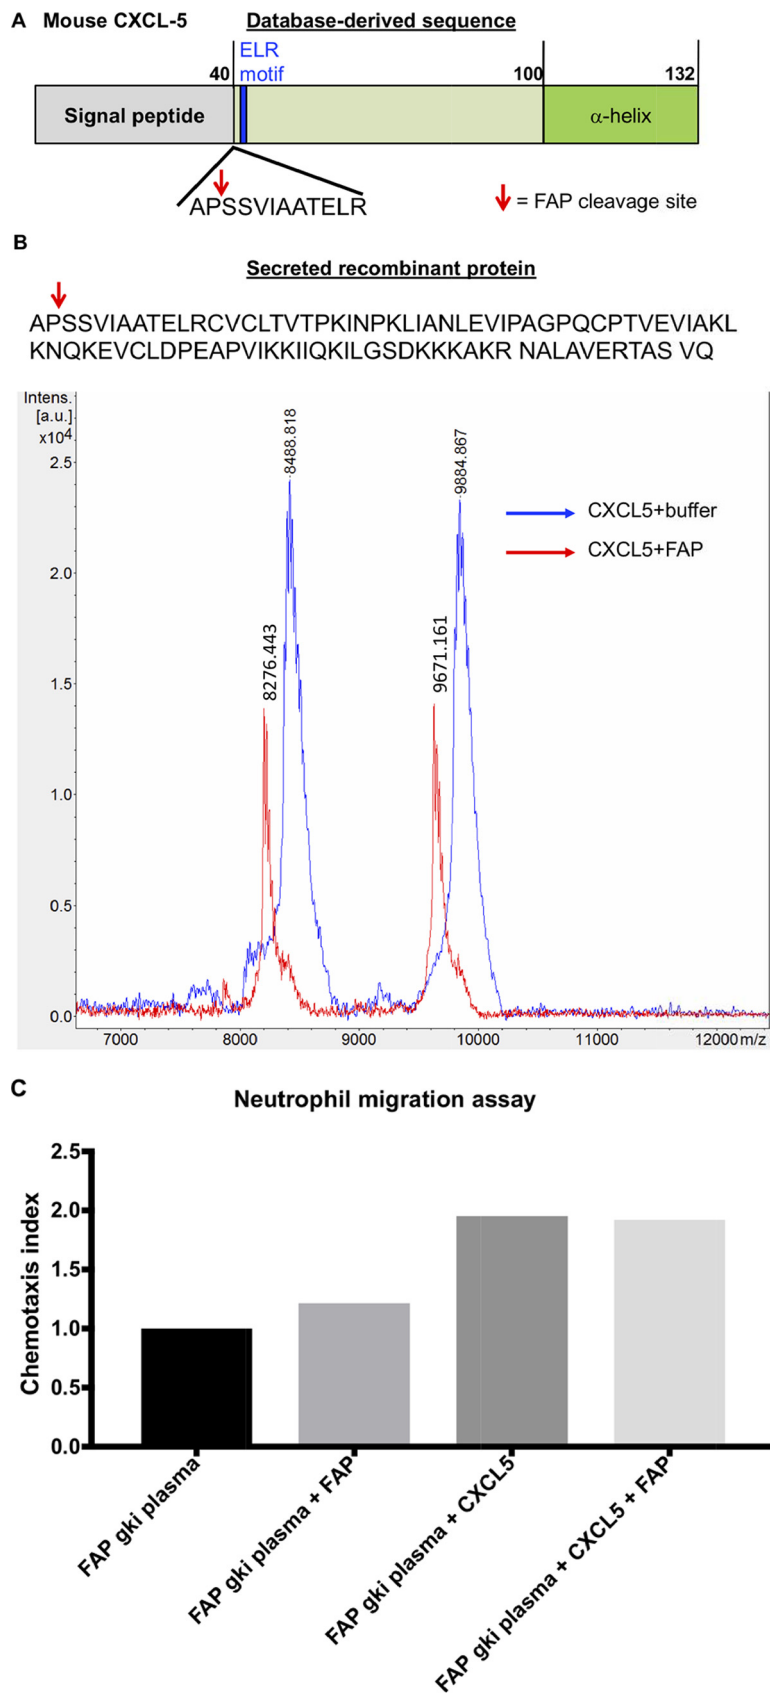 A Mouse CXCL-5 Database-derived sequence
ELR
motif
40 100 132
Signal peptide α-helix
APSSVIAATELR
= FAP cleavage site
B
Secreted recombinant protein
APSSVIAATELRCVCLTVTPKINPKLIANLEVIPAGPQCPTVEVIAKL
KNQKEVCLDPEAPVIKKIIQKILGSDKKKAKR NALAVERTAS VQ
Intens.
[a.u.]
x10⁴
8488.818
9884.867
2.5
CXCL5+buffer
CXCL5+FAP
2.0
8276.443
9671.161
1.5
1.0
0.5
0.0
7000 8000 9000 10000 11000 12000 m/z
C
Neutrophil migration assay
Chemotaxis index
2.5
2.0
1.5
1.0
0.5
0.0
FAP gki plasma
FAP gki plasma + FAP
FAP gki plasma + CXCL5
FAP gki plasma + CXCL5 + FAP